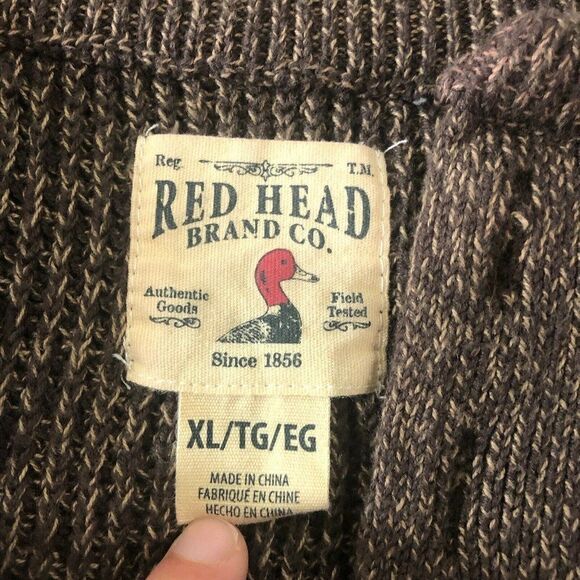 Reg. T.M.
RED HEAD
BRAND CO.
Authentic Goods
Field Tested
Since 1856
XL/TG/EG
MADE IN CHINA
FABRIQUÉ EN CHINE
HECHO EN CHINA